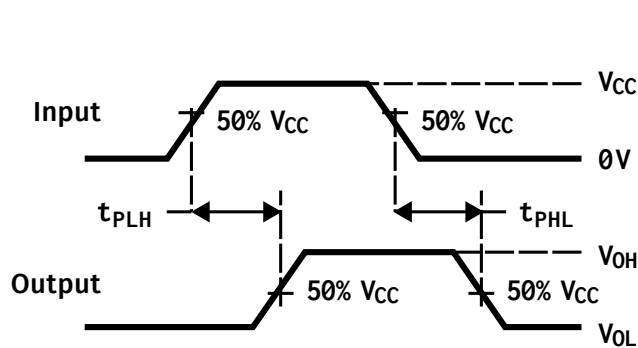 VCC
Input
50% VCC
50% VCC
0V
tPLH
tPHL
VOH
Output
50% VCC
50% VCC
VOL